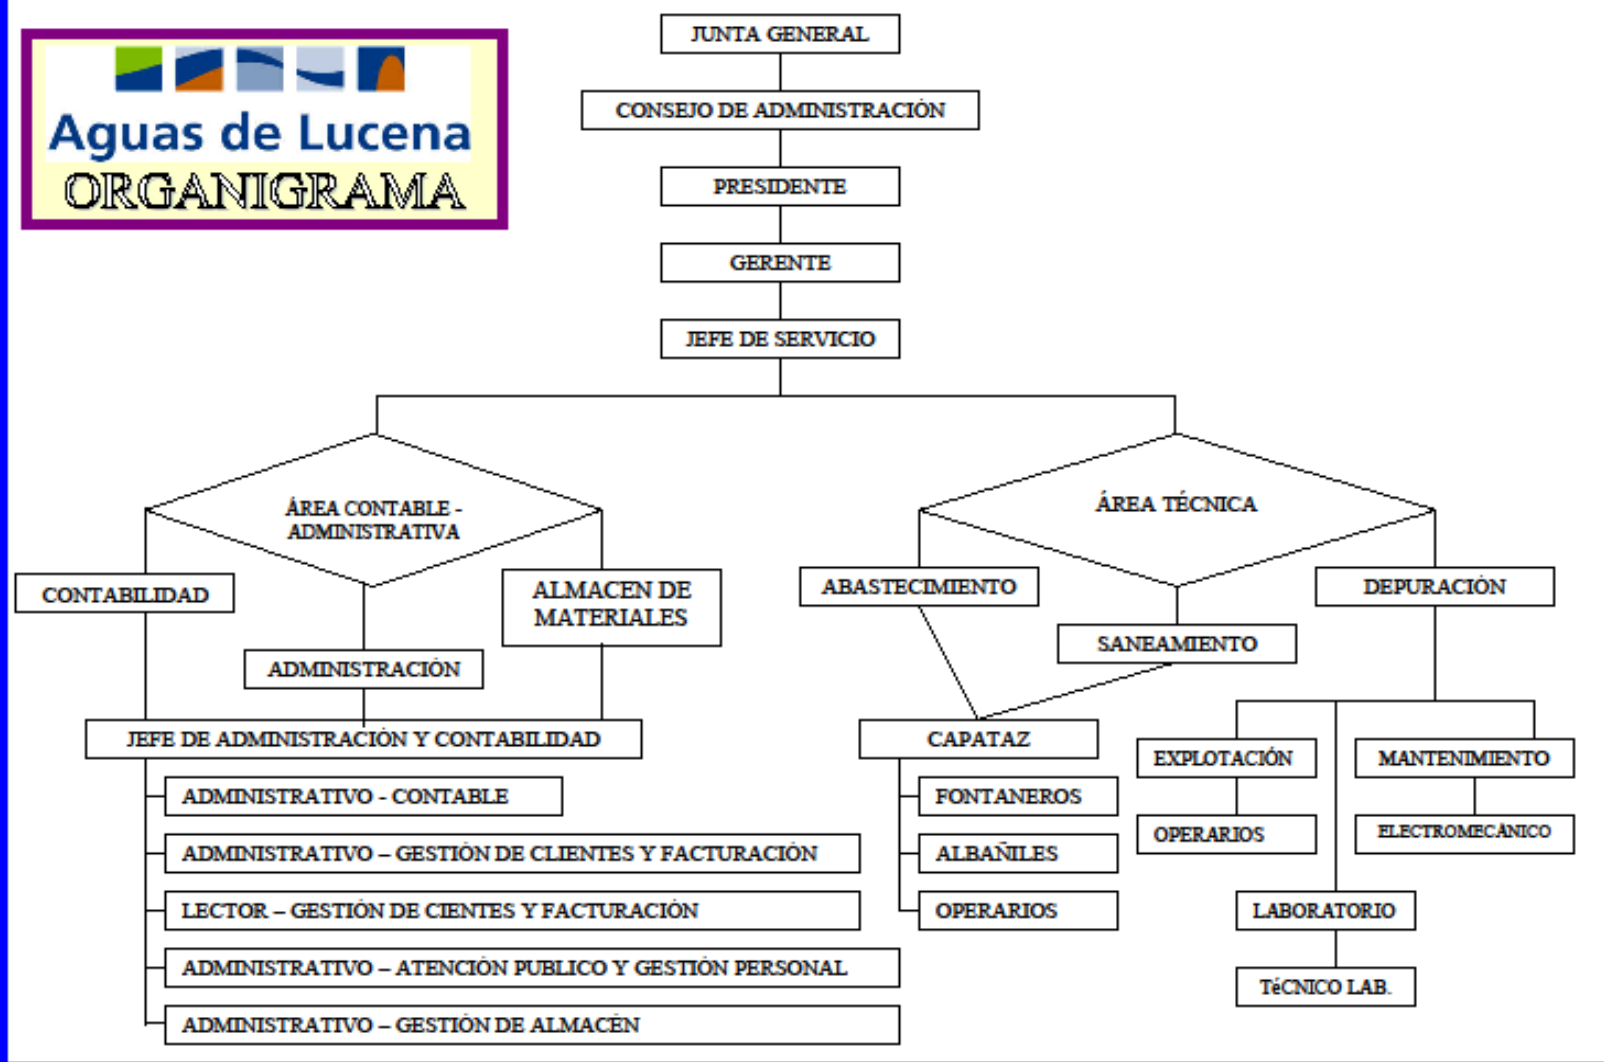 Aguas de Lucena
ORGANIGRAMA
JUNTA GENERAL
CONSEJO DE ADMINISTRACIÓN
PRESIDENTE
GERENTE
JEFE DE SERVICIO
ÁREA CONTABLE -
ADMINISTRATIVA
ÁREA TÉCNICA
CONTABILIDAD
ALMACEN DE
MATERIALES
ADMINISTRACIÓN
ABASTECIMIENTO
SANEAMIENTO
DEPURACIÓN
JEFE DE ADMINISTRACIÓN Y CONTABILIDAD
ADMINISTRATIVO - CONTABLE
ADMINISTRATIVO – GESTIÓN DE CLIENTES Y FACTURACIÓN
LECTOR – GESTIÓN DE CIENTES Y FACTURACIÓN
ADMINISTRATIVO – ATENCIÓN PUBLICO Y GESTIÓN PERSONAL
ADMINISTRATIVO – GESTIÓN DE ALMACÉN
CAPATAZ
FONTANEROS
ALBAÑILES
OPERARIOS
EXPLOTACIÓN
OPERARIOS
MANTENIMIENTO
ELECTROMECÁNICO
LABORATORIO
TéCNICO LAB.